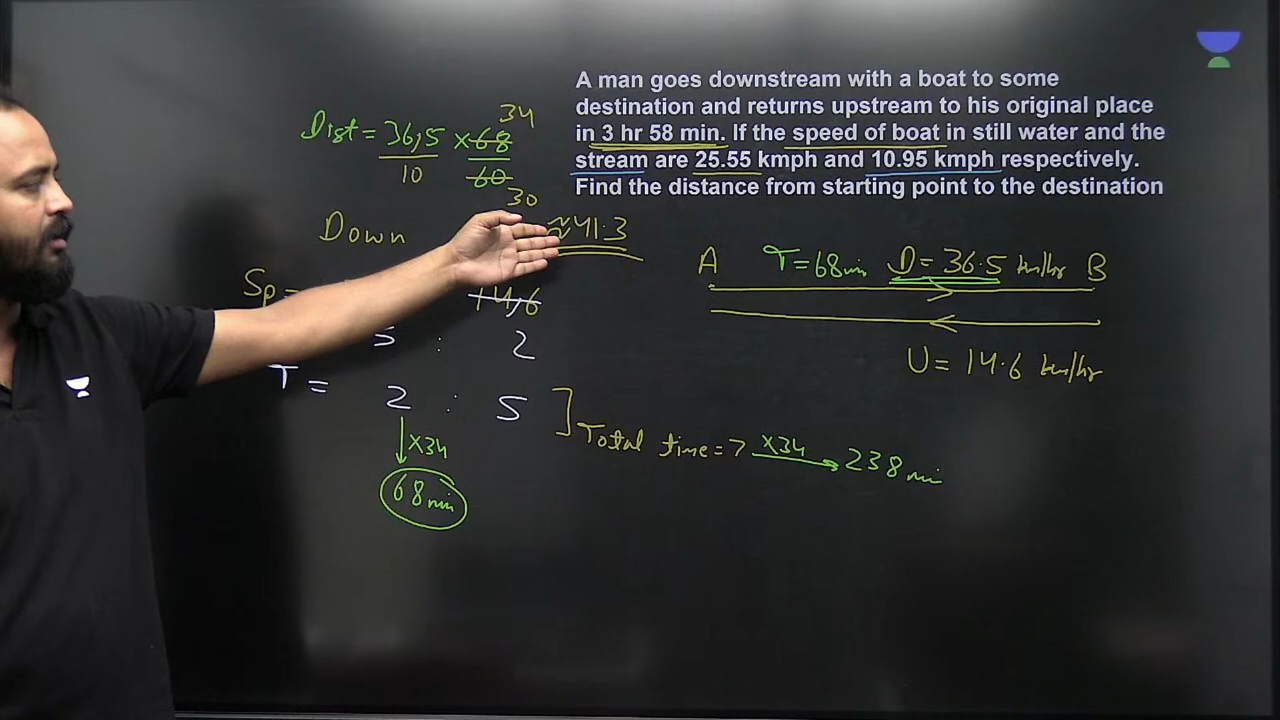 A man goes downstream with a boat to some
destination and returns upstream to his original place
in 3 hr 58 min. If the speed of boat in still water and the
stream are 25.55 kmph and 10.95 kmph respectively.
Find the distance from starting point to the destination
34
Dist = 36,5 × 68
10 60
30
Down ≈ 41.3
Sp =
14,6
5 : 2
T = 2 : 5
×34
68 min
Total time = 7 ×34 238 min
A T = 68 min D = 36.5 km/hr B
U = 14.6 km/hr